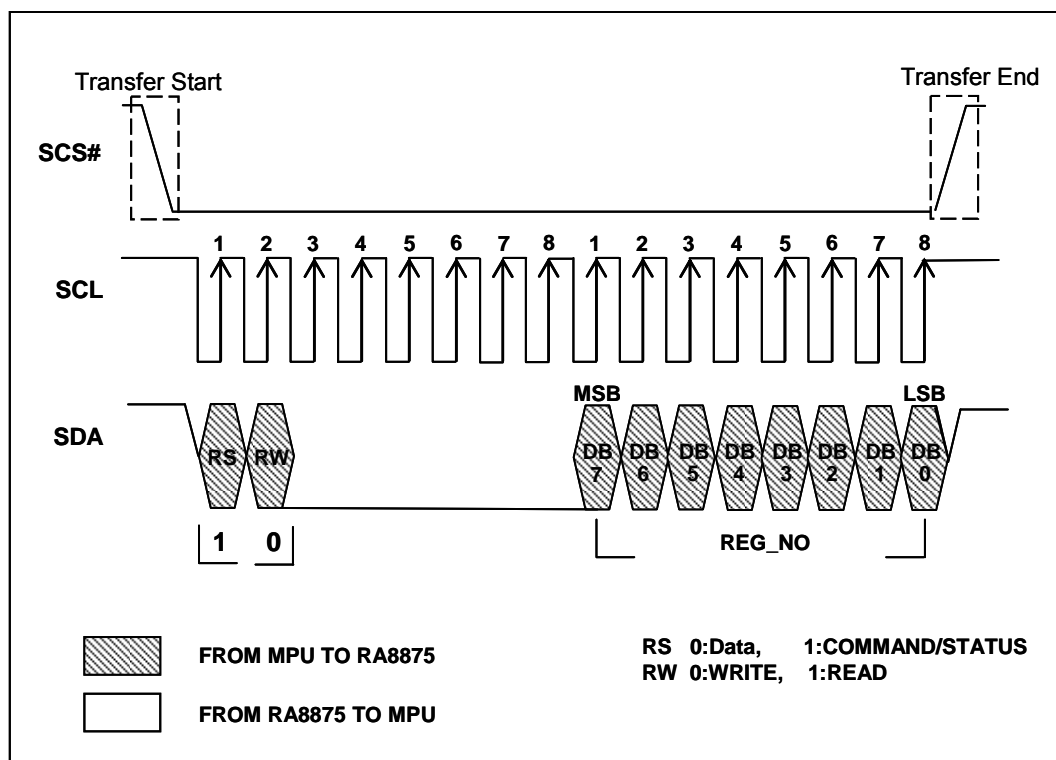 Transfer Start
Transfer End
SCS#
1 2 3 4 5 6 7 8 1 2 3 4 5 6 7 8
SCL
MSB
LSB
SDA
RS RW DB 7 DB 6 DB 5 DB 4 DB 3 DB 2 DB 1 DB 0
1 0
REG_NO
FROM MPU TO RA8875
FROM RA8875 TO MPU
RS 0:Data, 1:COMMAND/STATUS
RW 0:WRITE, 1:READ